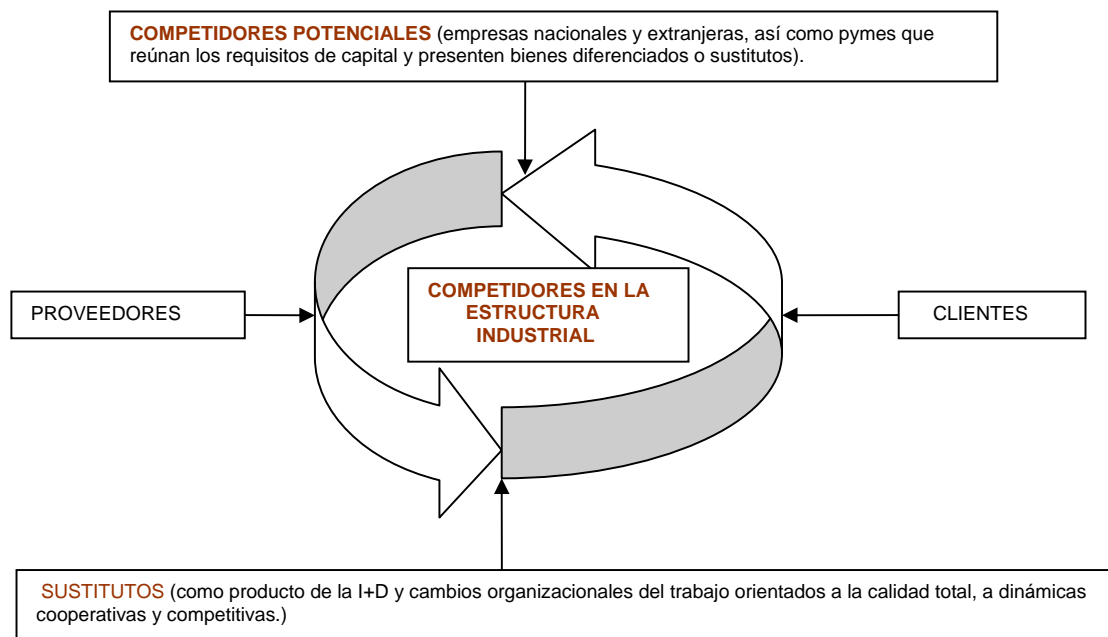 COMPETIDORES POTENCIALES (empresas nacionales y extranjeras, así como pymes que
reúnan los requisitos de capital y presenten bienes diferenciados o sustitutos).
COMPETIDORES EN LA
ESTRUCTURA
INDUSTRIAL
PROVEEDORES
CLIENTES
SUSTITUTOS (como producto de la I+D y cambios organizacionales del trabajo orientados a la calidad total, a dinámicas
cooperativas y competitivas.)